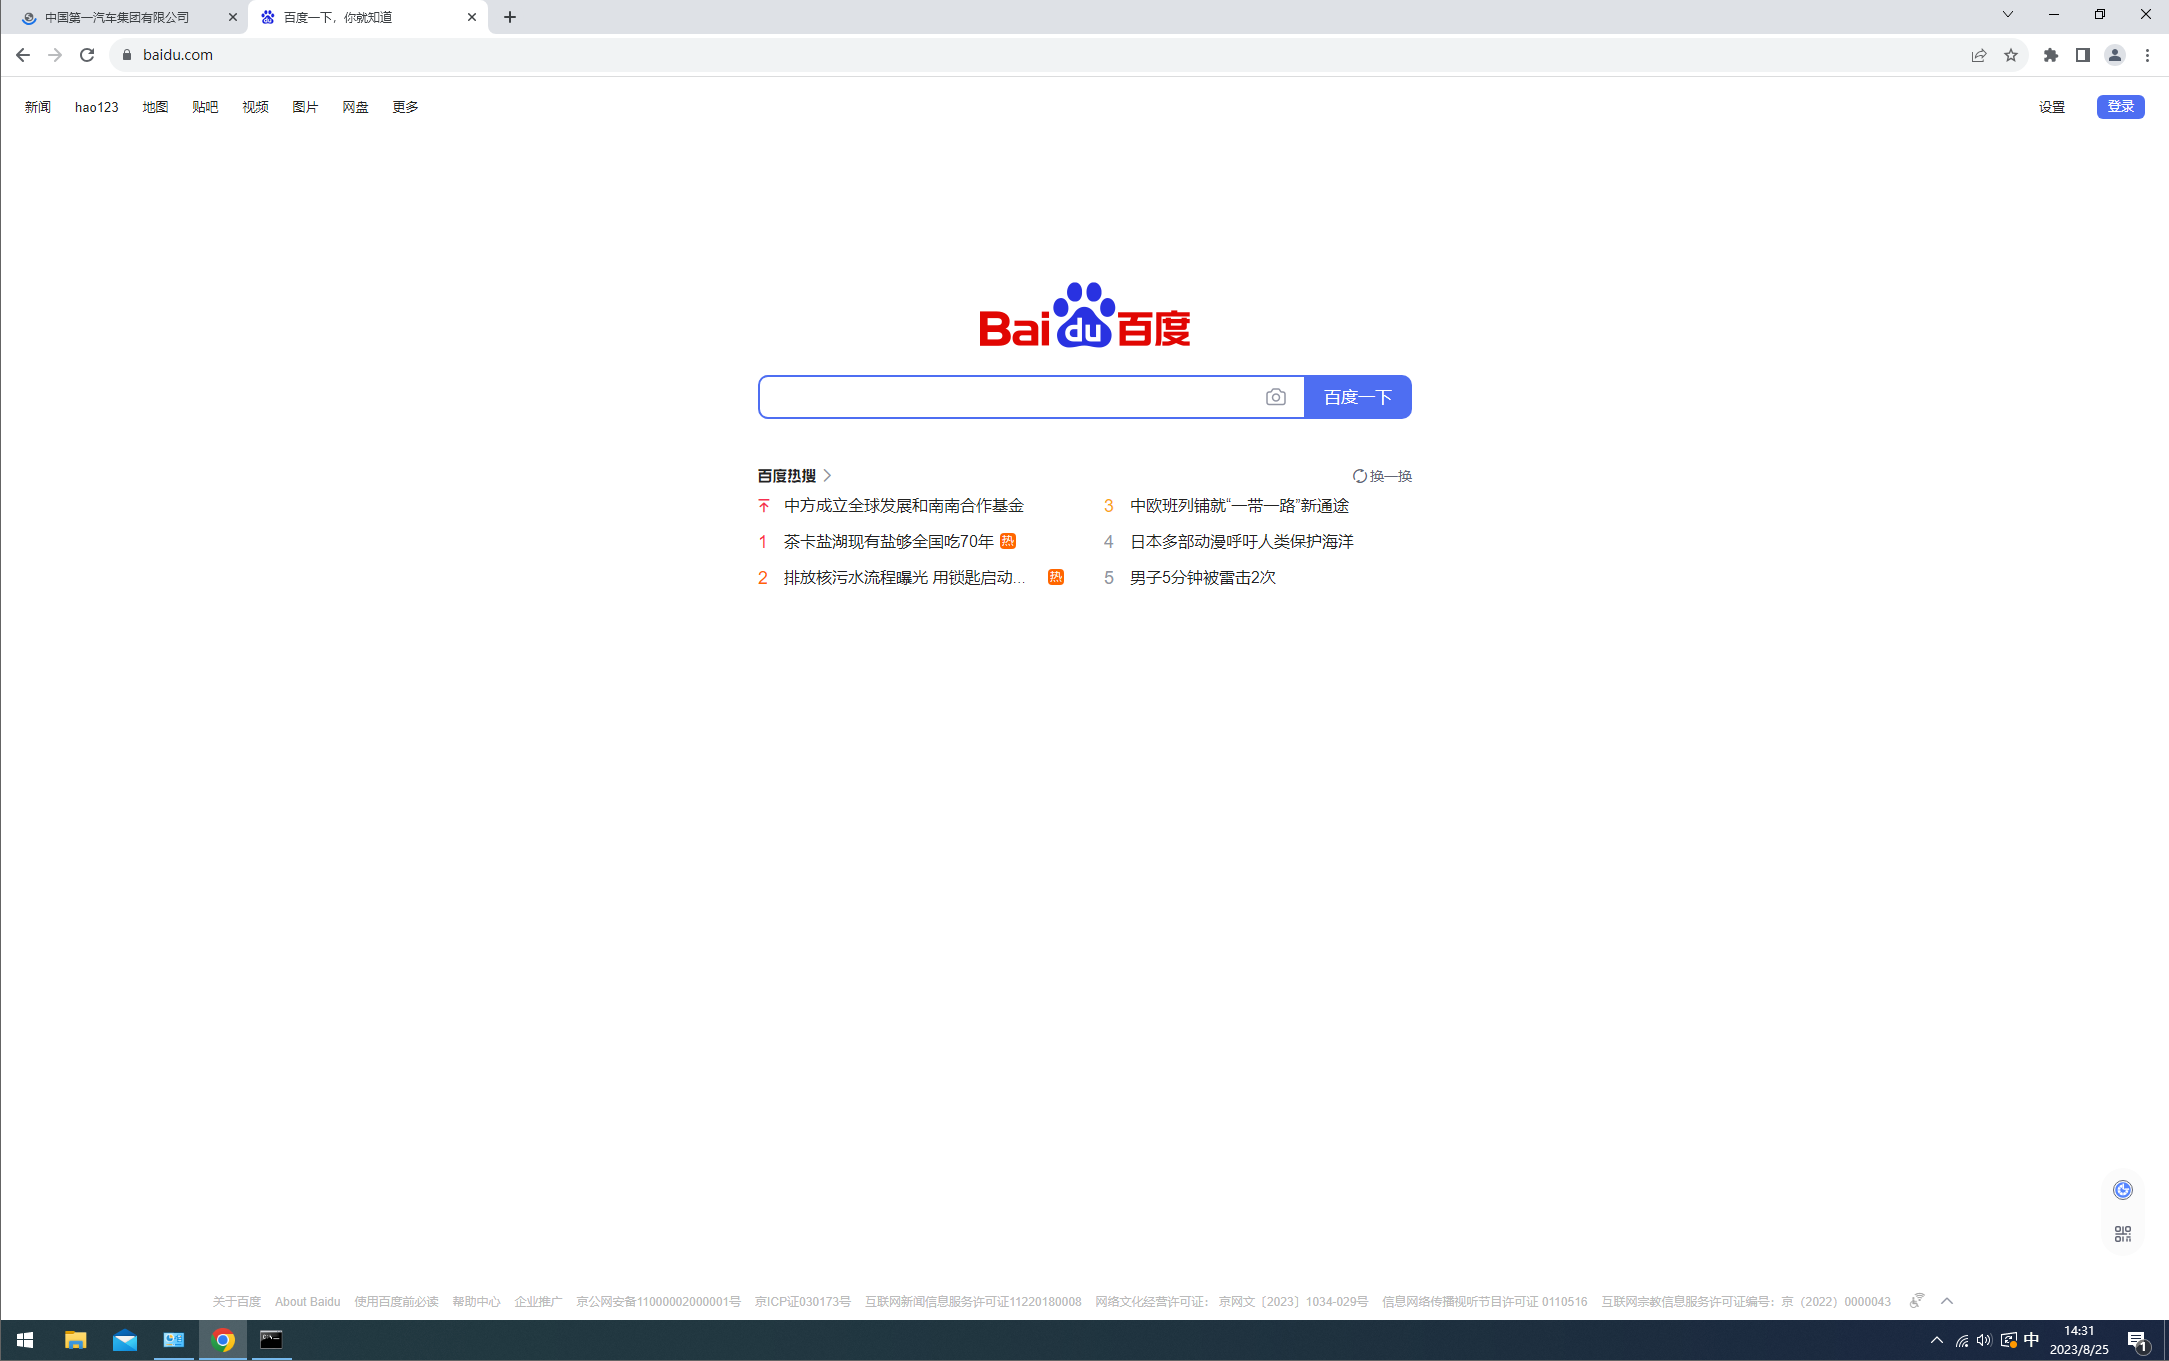 中国第一汽车集团有限公司
百度一下，你就知道
baidu.com
新闻 hao123 地图 贴吧 视频 图片 网盘 更多 设置 登录
Bai du 百度
百度一下
百度热搜 换一换
中方成立全球发展和南南合作基金
1 茶卡盐湖现有盐够全国吃70年 热
2 排放核污水流程曝光 用锁匙启动... 热
3 中欧班列铺就“一带一路”新通途
4 日本多部动漫呼吁人类保护海洋
5 男子5分钟被雷击2次
关于百度 About Baidu 使用百度前必读 帮助中心 企业推广 京公网安备11000002000001号 京ICP证030173号 互联网新闻信息服务许可证11220180008 网络文化经营许可证： 京网文〔2023〕1034-029号 信息网络传播视听节目许可证 0110516 互联网宗教信息服务许可证编号：京（2022）0000043
中 14:31
2023/8/25
1